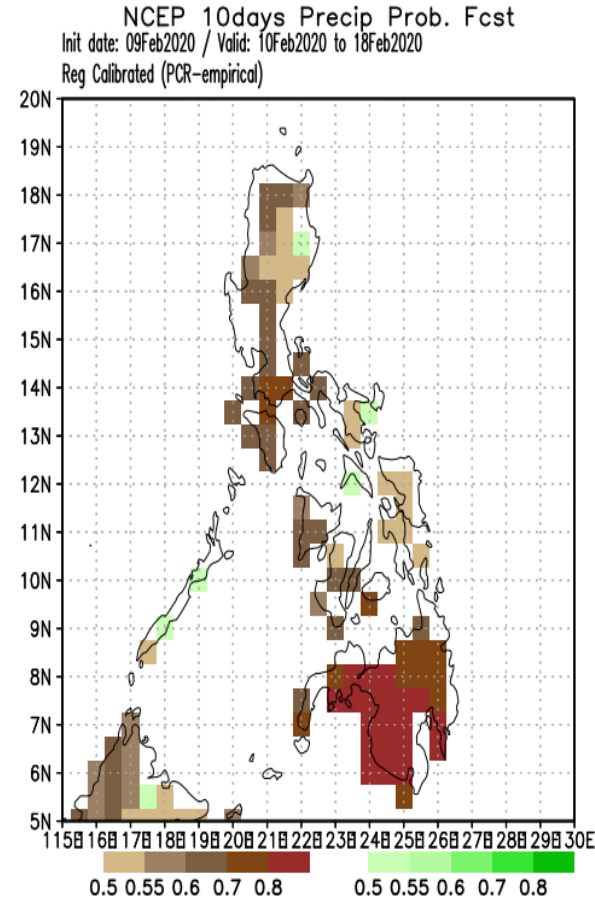 NCEP 10days Precip Prob. Fcst
Init date: 09Feb2020 / Valid: 10Feb2020 to 18Feb2020
Reg Calibrated (PCR-empirical)
20N
19N
18N
17N
16N
15N
14N
13N
12N
11N
10N
9N
8N
7N
6N
5N
115E 116E 117E 118E 119E 120E 121E 122E 123E 124E 125E 126E 127E 128E 129E 130E
0.5 0.55 0.6 0.7 0.8 0.5 0.55 0.6 0.7 0.8